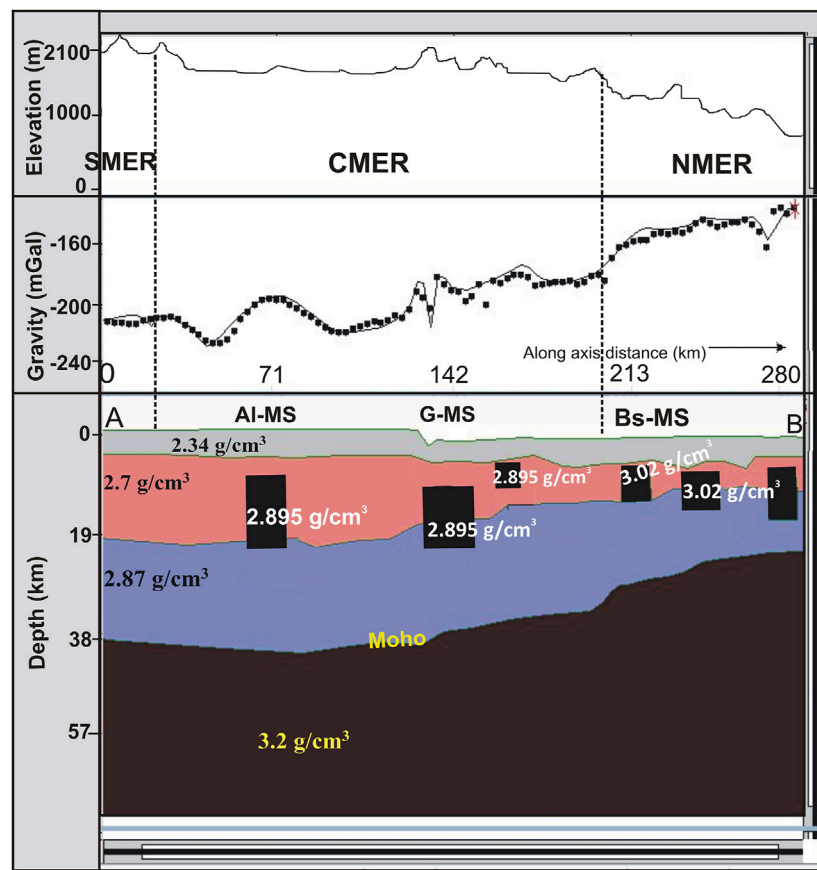 Elevation (m)
2100
1000
0
SMER
CMER
NMER
Gravity (mGal)
-160
-200
-240
Along axis distance (km)
0
71
142
213
280
A
Al-MS
G-MS
Bs-MS
B
Depth (km)
0
19
38
57
2.34 g/cm³
2.7 g/cm³
2.895 g/cm³
2.895 g/cm³
2.895 g/cm³
3.02 g/cm³
3.02 g/cm³
2.87 g/cm³
Moho
3.2 g/cm³